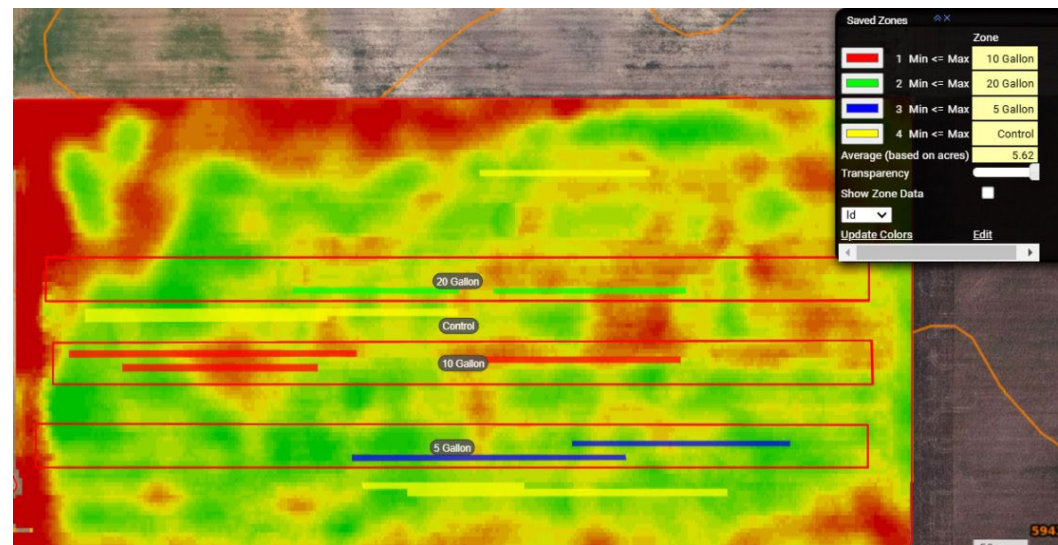 Saved Zones
Zone
1 Min <= Max 10 Gallon
2 Min <= Max 20 Gallon
3 Min <= Max 5 Gallon
4 Min <= Max Control
Average (based on acres) 5.62
Transparency
Show Zone Data
Id
Update Colors Edit
20 Gallon
Control
10 Gallon
5 Gallon
594